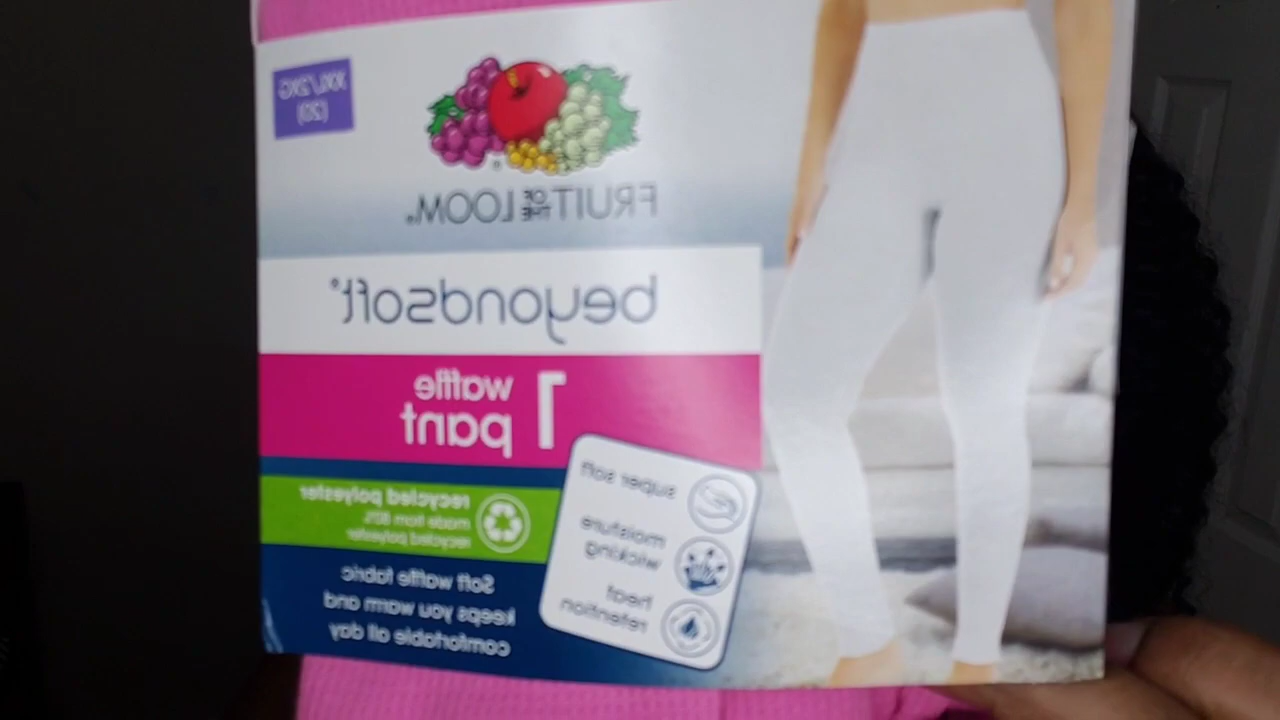 XXL/2XG
(20)
FRUIT OF THE LOOM®
beyondsoft®
1 waffle
pant
super soft
moisture
wicking
heat
retention
recycled polyester
made from 80%
recycled polyester
Soft waffle fabric
keeps you warm and
comfortable all day